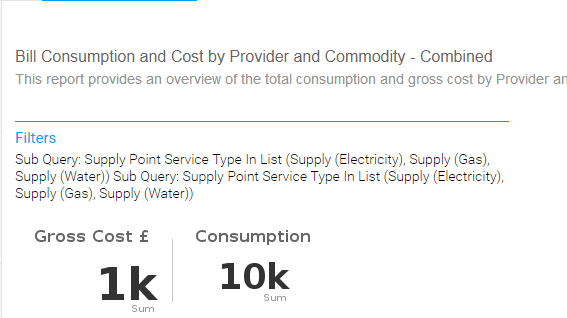 Bill Consumption and Cost by Provider and Commodity - Combined
This report provides an overview of the total consumption and gross cost by Provider an
Filters
Sub Query: Supply Point Service Type In List (Supply (Electricity), Supply (Gas),
Supply (Water)) Sub Query: Supply Point Service Type In List (Supply (Electricity),
Supply (Gas), Supply (Water))
Gross Cost £
Consumption
1k
10k
Sum
Sum